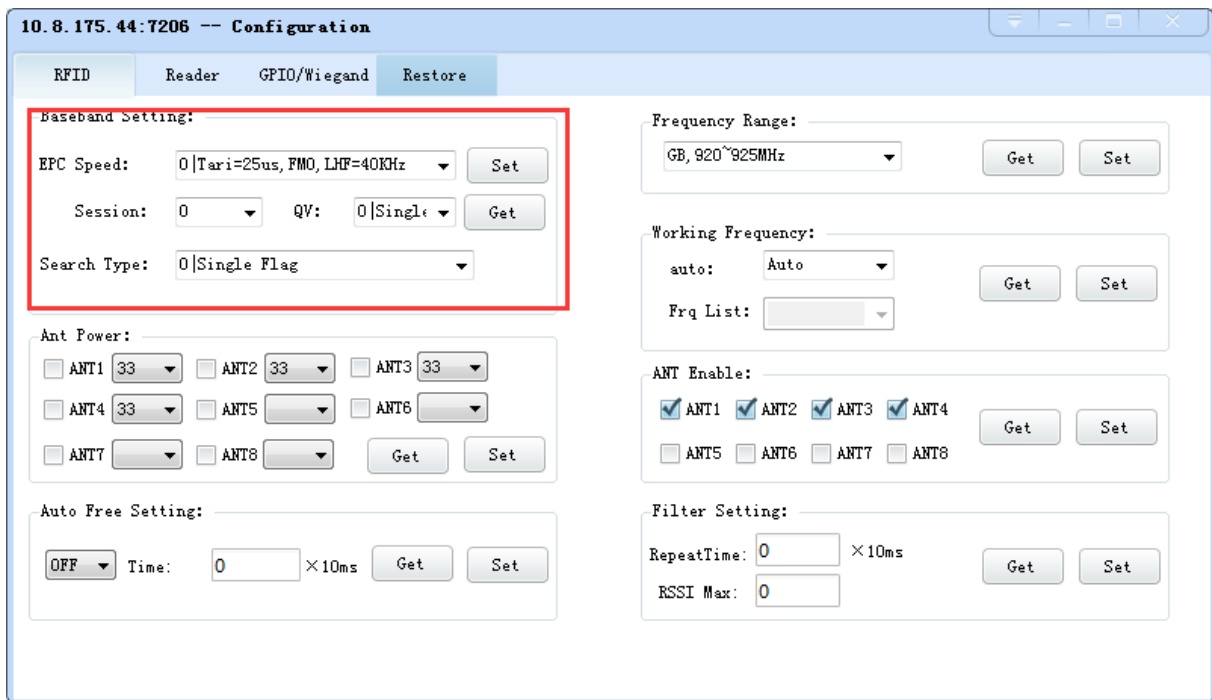 10.8.175.44:7206 -- Configuration
RFID Reader GPIO/Wiegand Restore
Baseband Setting:
EPC Speed: 0|Tari=25us, FM0, LHF=40KHz Set
Session: 0 QV: 0|Single Get
Search Type: 0|Single Flag
Ant Power:
ANT1 33 ANT2 33 ANT3 33
ANT4 33 ANT5 ANT6
ANT7 ANT8 Get Set
Auto Free Setting:
OFF Time: 0 ×10ms Get Set
Frequency Range:
GB, 920~925MHz Get Set
Working Frequency:
auto: Auto
Get Set
Frq List:
ANT Enable:
ANT1 ANT2 ANT3 ANT4
Get Set
ANT5 ANT6 ANT7 ANT8
Filter Setting:
RepeatTime: 0 ×10ms
Get Set
RSSI Max: 0